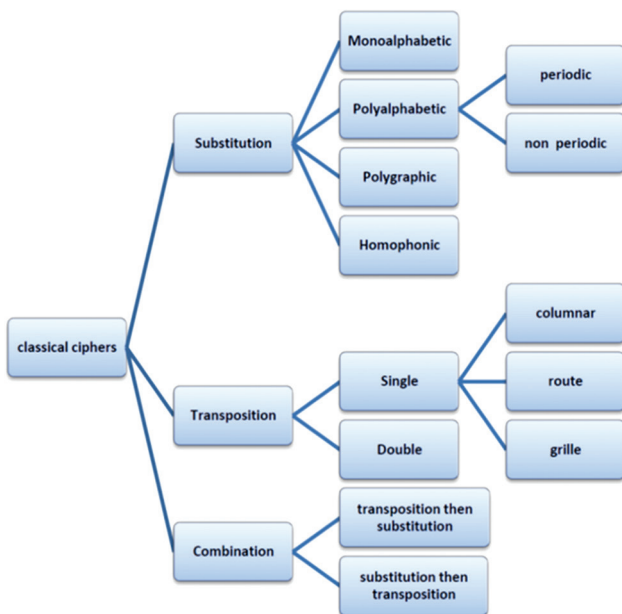 Monoalphabetic
periodic
Polyalphabetic
Substitution
non periodic
Polygraphic
Homophonic
columnar
classical ciphers
Single
route
Transposition
Double
grille
transposition then
substitution
Combination
substitution then
transposition